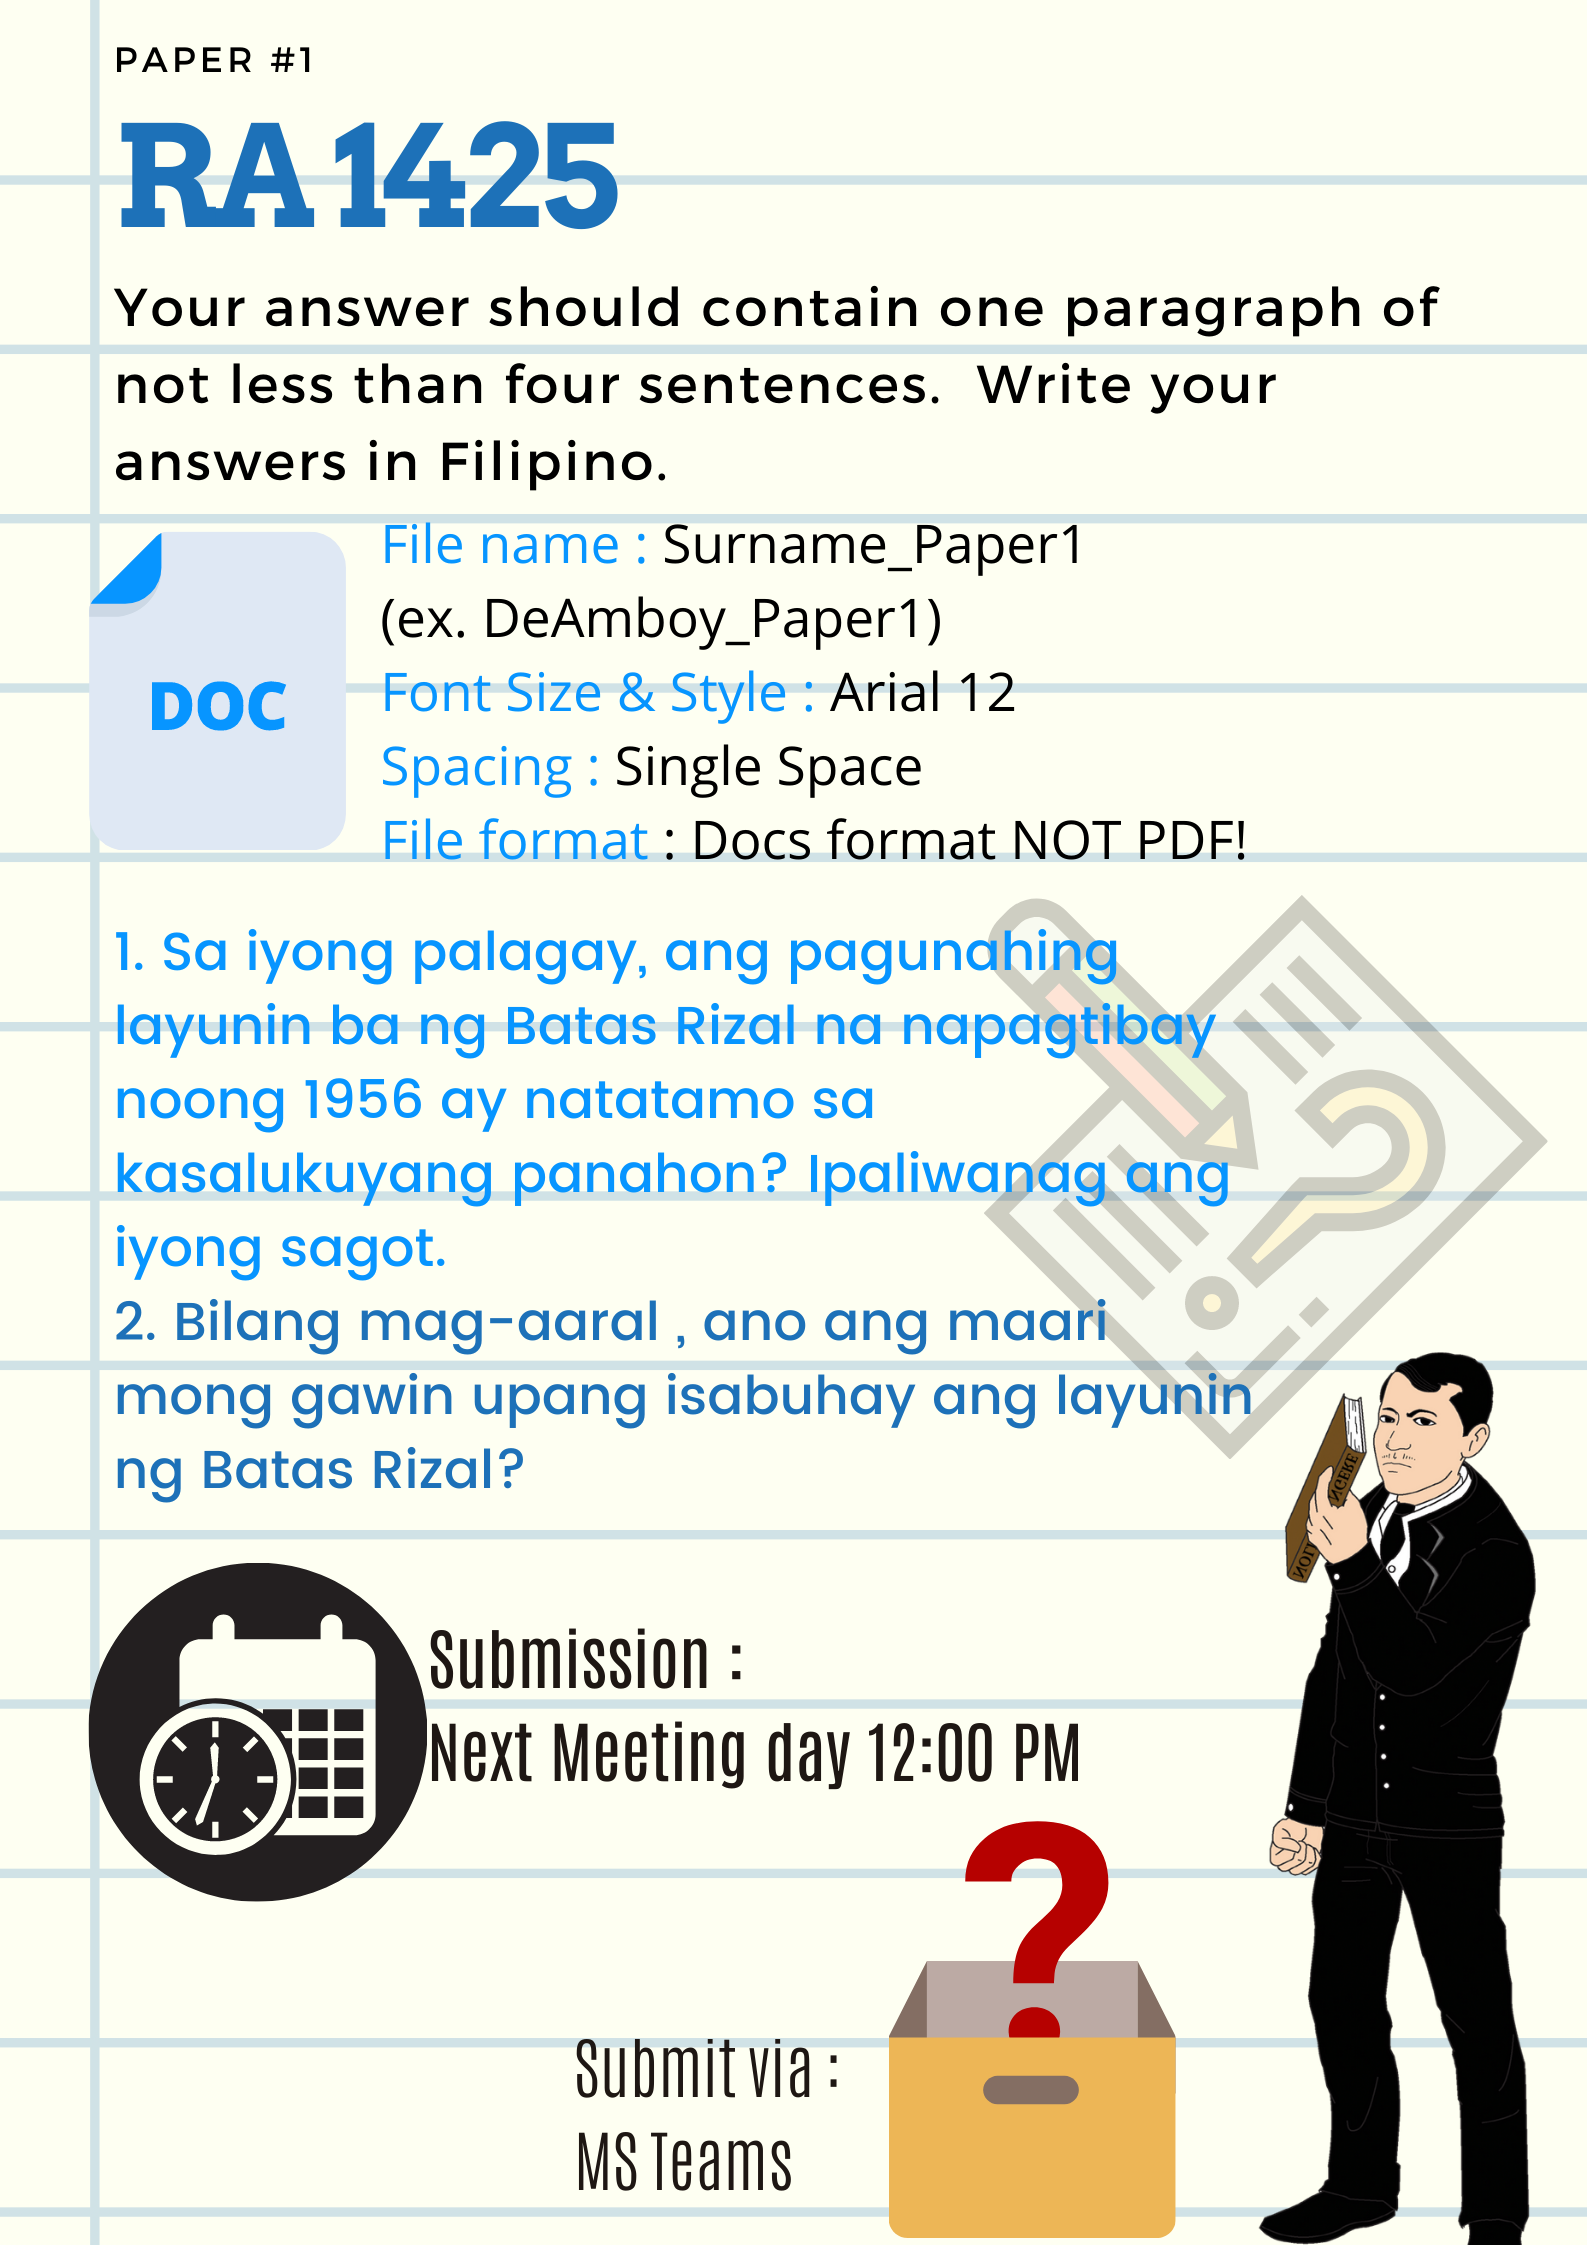 PAPER #1
RA 1425
Your answer should contain one paragraph of
not less than four sentences. Write your
answers in Filipino.
DOC
File name : Surname_Paper1
(ex. DeAmboy_Paper1)
Font Size & Style : Arial 12
Spacing : Single Space
File format : Docs format NOT PDF!
1. Sa iyong palagay, ang pagunahing
layunin ba ng Batas Rizal na napagtibay
noong 1956 ay natatamo sa
kasalukuyang panahon? Ipaliwanag ang
iyong sagot.
2. Bilang mag-aaral , ano ang maari
mong gawin upang isabuhay ang layunin
ng Batas Rizal?
Submission :
Next Meeting day 12:00 PM
?
Submit via :
MS Teams